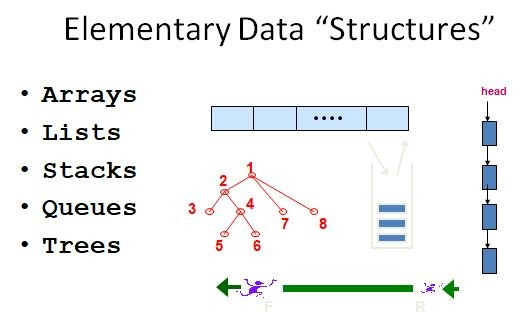 Elementary Data “Structures”
• Arrays
• Lists
• Stacks
• Queues
• Trees
••••
head
1
2
3
4
5
6
7
8
F
R